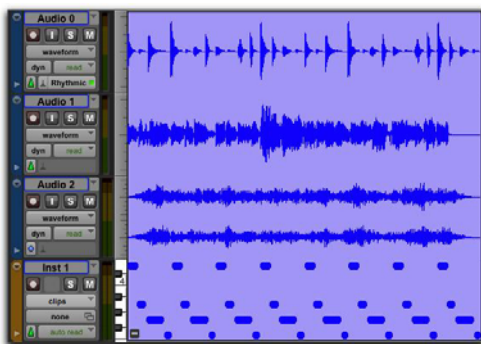 Audio 0
I S M
waveform
dyn read
Rhythmic
Audio 1
I S M
waveform
dyn read
Audio 2
I S M
waveform
dyn read
Inst 1
S M
clips
none
auto read
4